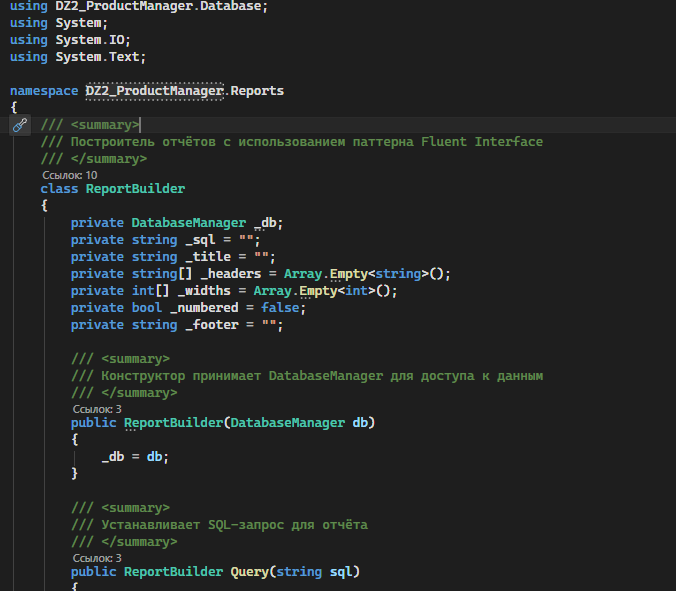 using DZ2_ProductManager.Database;
using System;
using System.IO;
using System.Text;
namespace DZ2_ProductManager.Reports
{
/// <summary>
/// Построитель отчётов с использованием паттерна Fluent Interface
/// </summary>
Ссылок: 10
class ReportBuilder
{
private DatabaseManager _db;
private string _sql = "";
private string _title = "";
private string[] _headers = Array.Empty<string>();
private int[] _widths = Array.Empty<int>();
private bool _numbered = false;
private string _footer = "";
/// <summary>
/// Конструктор принимает DatabaseManager для доступа к данным
/// </summary>
Ссылок: 3
public ReportBuilder(DatabaseManager db)
{
_db = db;
}
/// <summary>
/// Устанавливает SQL-запрос для отчёта
/// </summary>
Ссылок: 3
public ReportBuilder Query(string sql)
{